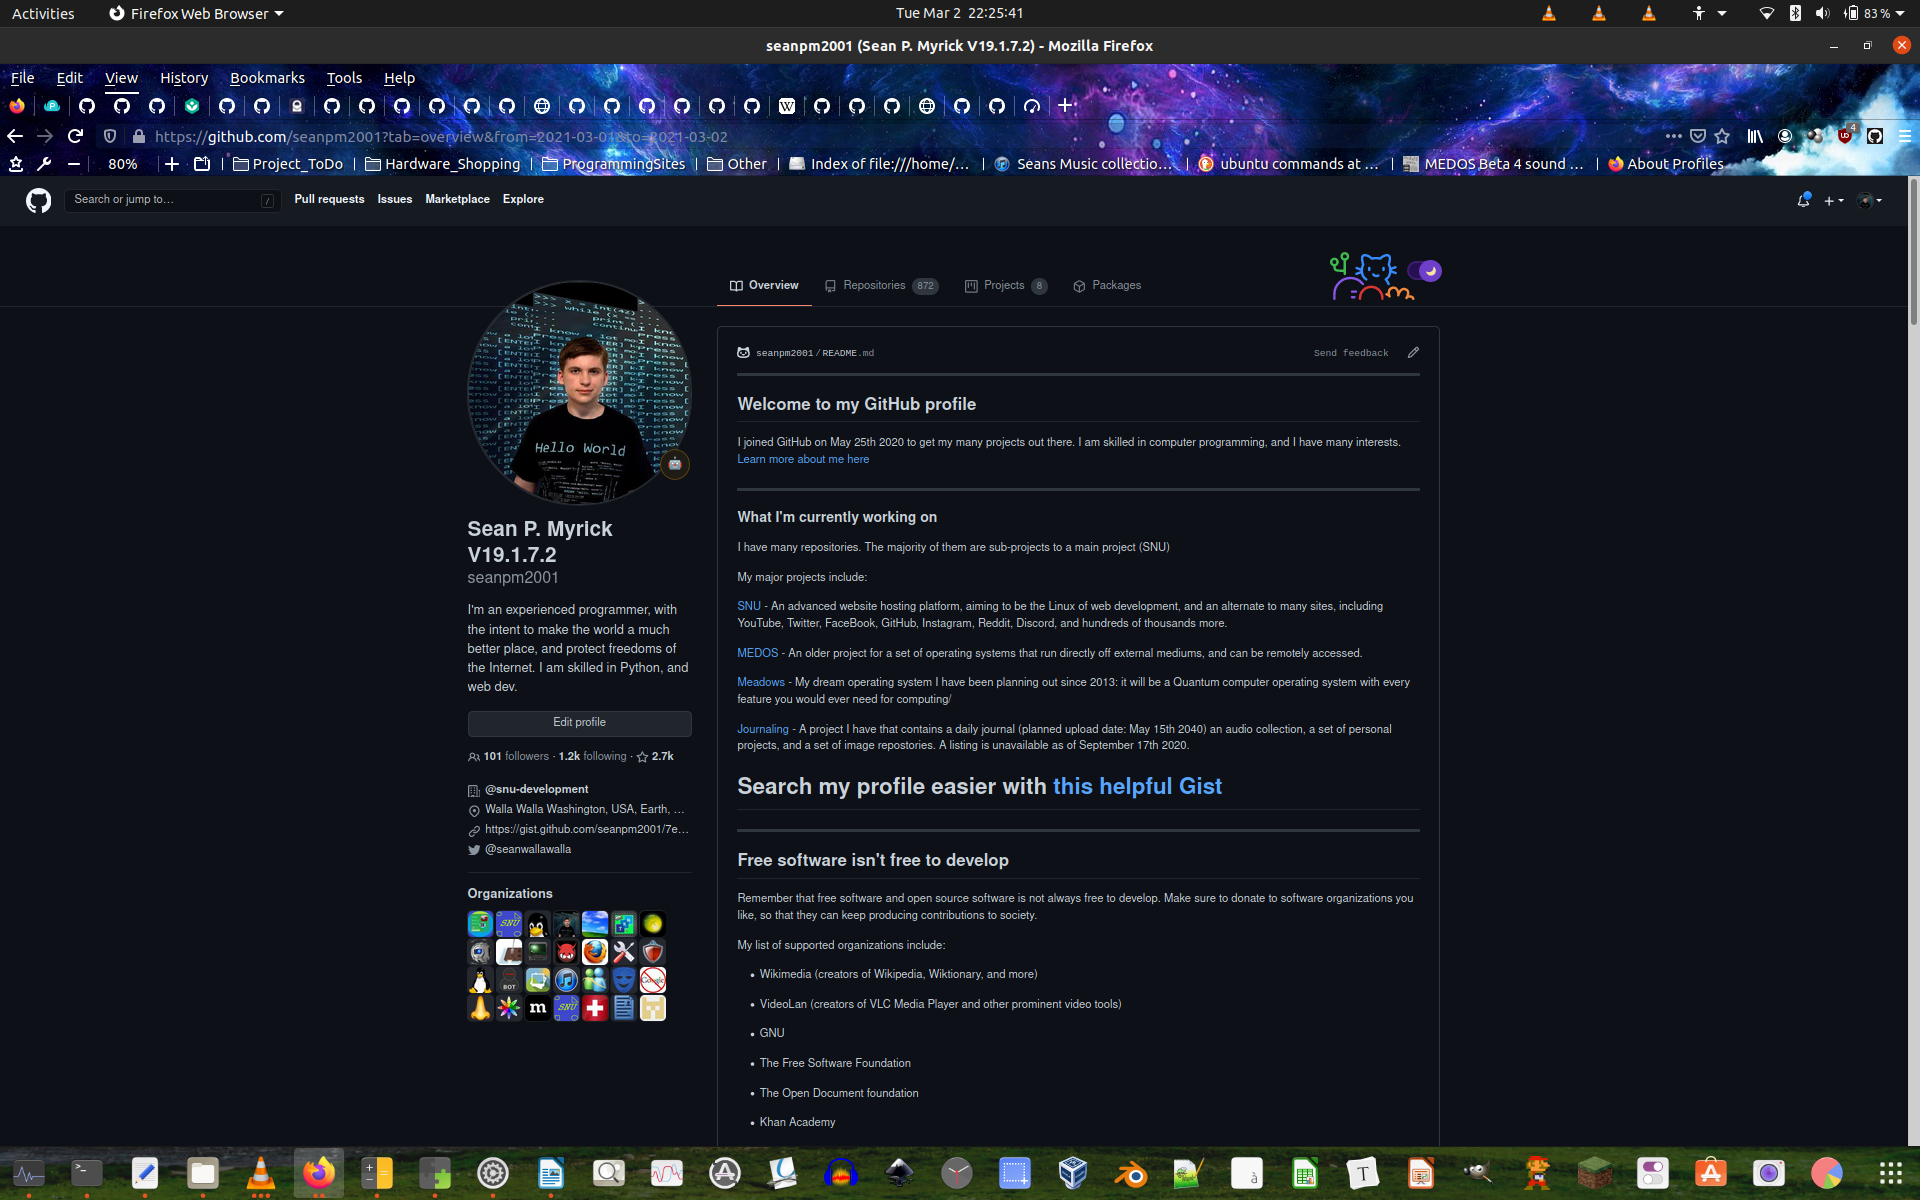 Activities
Firefox Web Browser
Tue Mar 2 22:25:41
83 %
seanpm2001 (Sean P. Myrick V19.1.7.2) - Mozilla Firefox
File Edit View History Bookmarks Tools Help
https://github.com/seanpm2001?tab=overview&from=2021-03-01&to=2021-03-02
4
80%
Project_ToDo
Hardware_Shopping
ProgrammingSites
Other
Index of file:///home/...
Seans Music collectio...
ubuntu commands at ...
MEDOS Beta 4 sound ...
About Profiles
Search or jump to...
/
Pull requests Issues Marketplace Explore
Overview
Repositories 872
Projects 8
Packages
Hello World
Sean P. Myrick
V19.1.7.2
seanpm2001
I'm an experienced programmer, with
the intent to make the world a much
better place, and protect freedoms of
the Internet. I am skilled in Python, and
web dev.
Edit profile
101 followers · 1.2k following · 2.7k
@snu-development
Walla Walla Washington, USA, Earth, ...
https://gist.github.com/seanpm2001/7e...
@seanwallawalla
Organizations
SNU
BOT
Google
m
SNU
seanpm2001/README.md
Send feedback
Welcome to my GitHub profile
I joined GitHub on May 25th 2020 to get my many projects out there. I am skilled in computer programming, and I have many interests.
Learn more about me here
What I'm currently working on
I have many repositories. The majority of them are sub-projects to a main project (SNU)
My major projects include:
SNU - An advanced website hosting platform, aiming to be the Linux of web development, and an alternate to many sites, including
YouTube, Twitter, FaceBook, GitHub, Instagram, Reddit, Discord, and hundreds of thousands more.
MEDOS - An older project for a set of operating systems that run directly off external mediums, and can be remotely accessed.
Meadows - My dream operating system I have been planning out since 2013: it will be a Quantum computer operating system with every
feature you would ever need for computing/
Journaling - A project I have that contains a daily journal (planned upload date: May 15th 2040) an audio collection, a set of personal
projects, and a set of image repostories. A listing is unavailable as of September 17th 2020.
Search my profile easier with this helpful Gist
Free software isn't free to develop
Remember that free software and open source software is not always free to develop. Make sure to donate to software organizations you
like, so that they can keep producing contributions to society.
My list of supported organizations include:
• Wikimedia (creators of Wikipedia, Wiktionary, and more)
• VideoLan (creators of VLC Media Player and other prominent video tools)
• GNU
• The Free Software Foundation
• The Open Document foundation
• Khan Academy